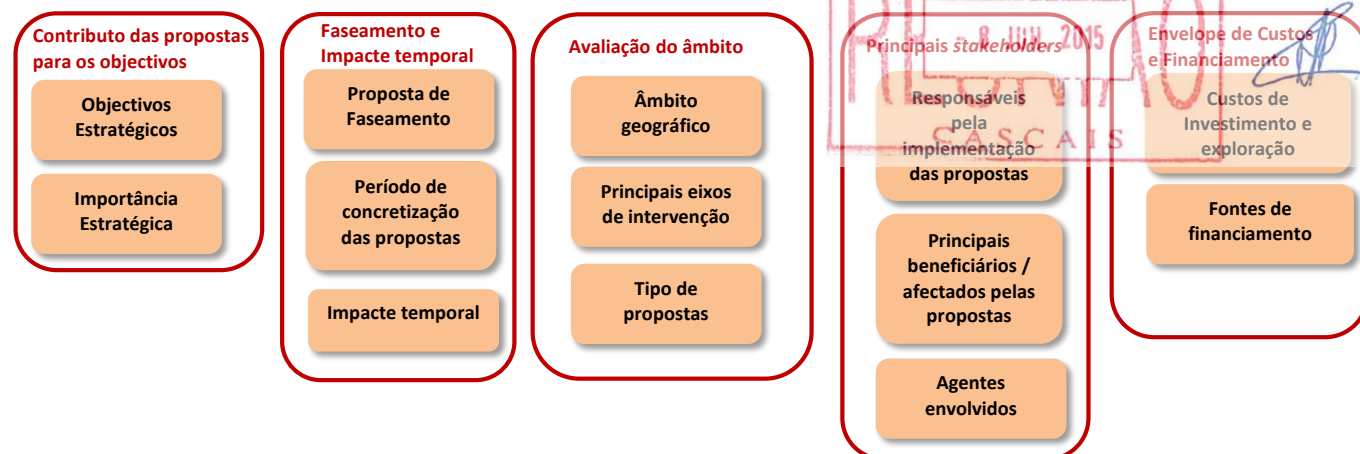 Contributo das propostas
para os objectivos
Objectivos
Estratégicos
Importância
Estratégica
Faseamento e
Impacte temporal
Proposta de
Faseamento
Período de
concretização
das propostas
Impacte temporal
Avaliação do âmbito
Âmbito
geográfico
Principais eixos
de intervenção
Tipo de
propostas
Principais stakeholders
Responsáveis
pela
implementação
das propostas
Principais
beneficiários /
afectados pelas
propostas
Agentes
envolvidos
Envelope de Custos
e Financiamento
Custos de
Investimento e
exploração
Fontes de
financiamento
- 8 JUN. 2015
CASCAIS